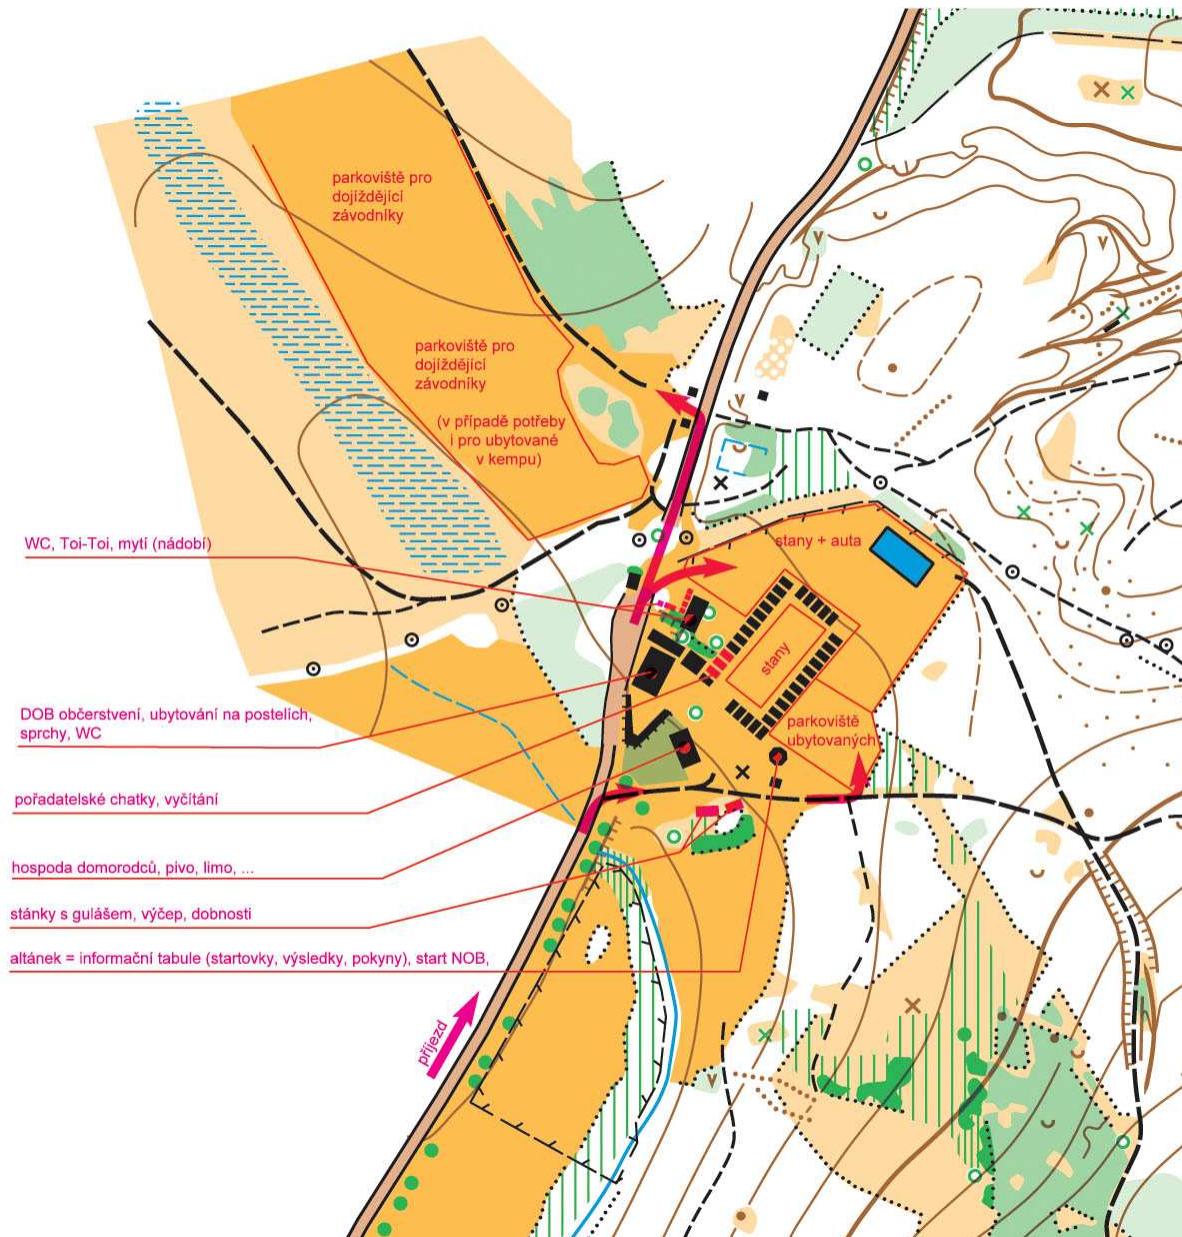 parkoviště pro
dojíždějící
závodníky
parkoviště pro
dojíždějící
závodníky
(v případě potřeby
i pro ubytované
v kempu)
WC, Toi-Toi, mytí (nádobí)
stany + auta
stany
DOB občerstvení, ubytování na postelích,
sprchy, WC
parkoviště
ubytovaných
pořadatelské chatky, vyčítání
hospoda domorodců, pivo, limo, ...
stánky s gulášem, výčep, dobnosti
altánek = informační tabule (startovky, výsledky, pokyny), start NOB,
příjezd